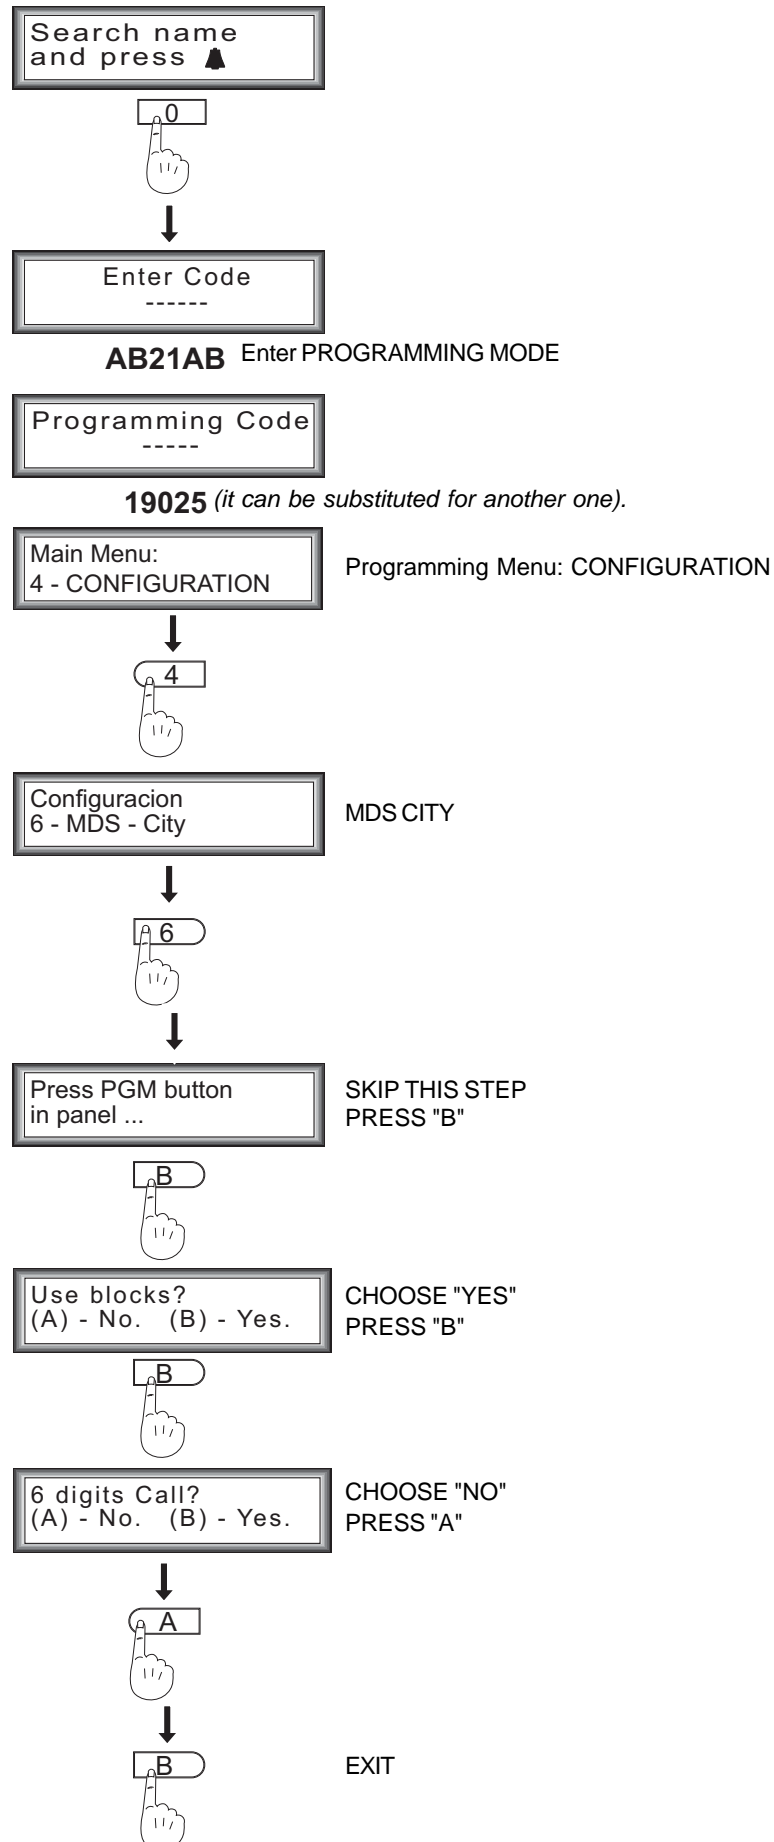 Search name
and press
0
Enter Code
------
AB21AB Enter PROGRAMMING MODE
Programming Code
-----
19025 (it can be substituted for another one).
Main Menu:
4 - CONFIGURATION
Programming Menu: CONFIGURATION
4
Configuracion
6 - MDS - City
MDS CITY
6
Press PGM button
in panel ...
SKIP THIS STEP
PRESS "B"
B
Use blocks?
(A) - No. (B) - Yes.
CHOOSE "YES"
PRESS "B"
B
6 digits Call?
(A) - No. (B) - Yes.
CHOOSE "NO"
PRESS "A"
A
B
EXIT